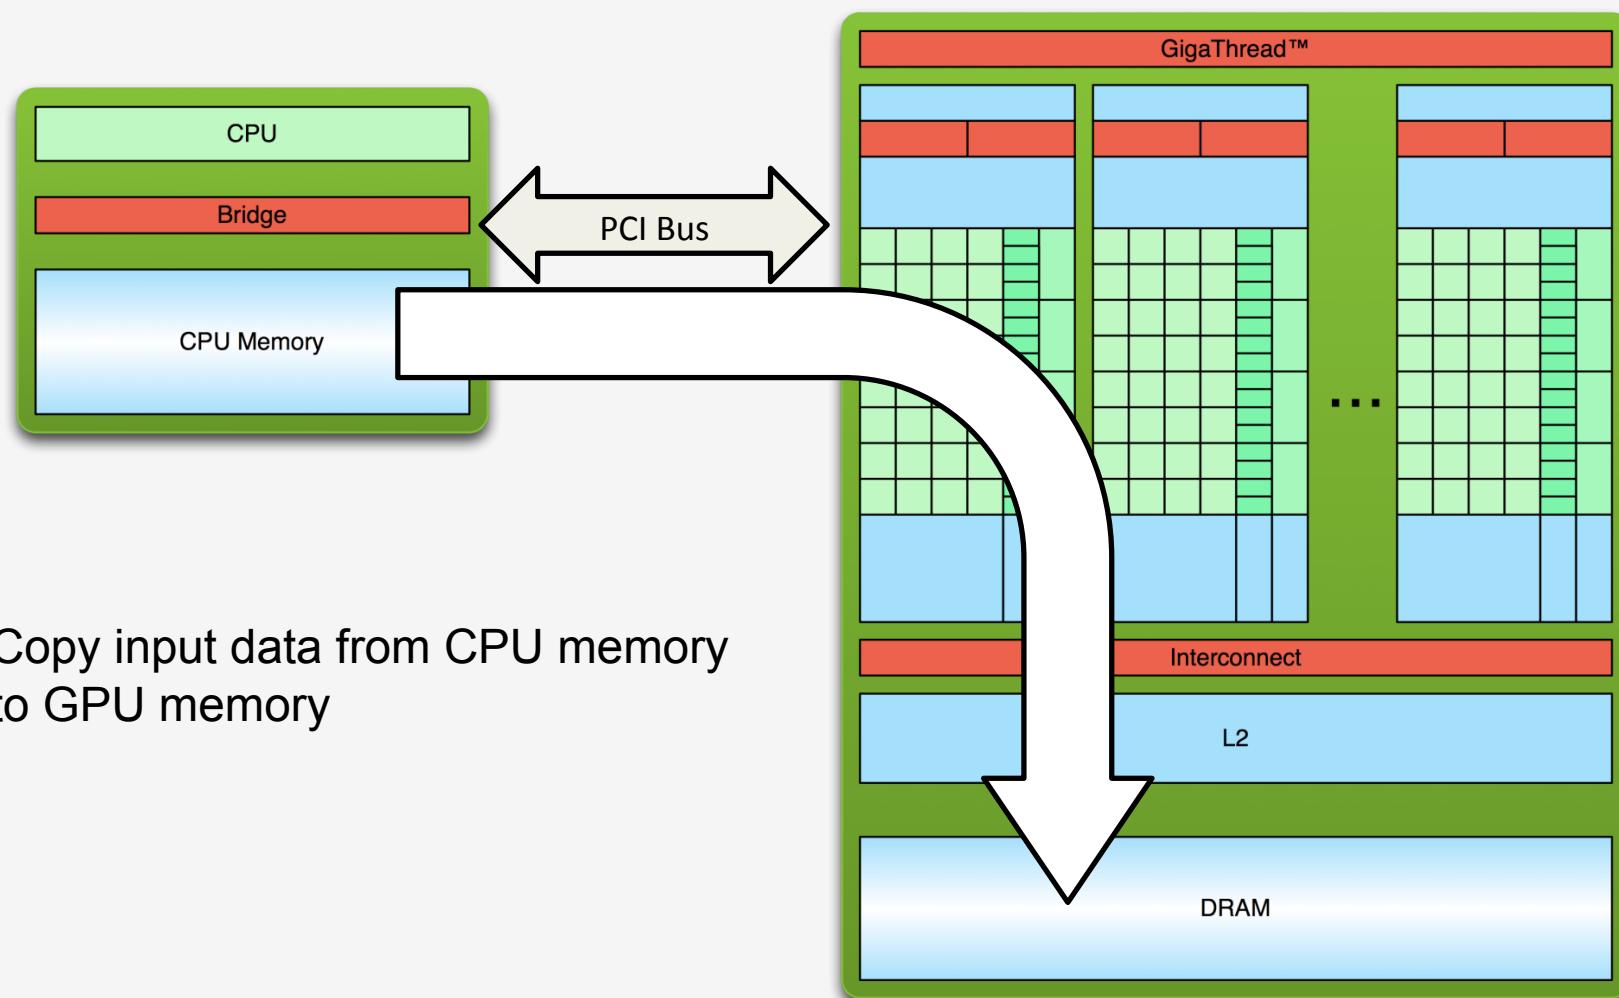 GigaThread™
CPU
Bridge
PCI Bus
CPU Memory
...
Copy input data from CPU memory
to GPU memory
Interconnect
L2
DRAM